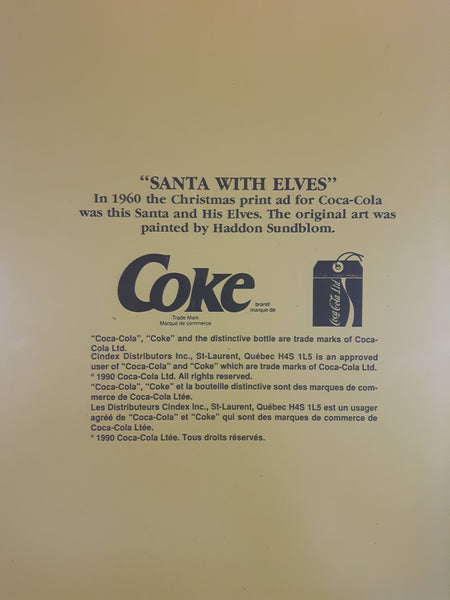 "SANTA WITH ELVES"
In 1960 the Christmas print ad for Coca-Cola
was this Santa and His Elves. The original art was
painted by Haddon Sundblom.
Coke
brand/
marque de
Trade Mark
Marque de commerce
Coca-Cola Ltd
"Coca-Cola", "Coke" and the distinctive bottle are trade marks of Coca-
Cola Ltd.
Cindex Distributors Inc., St-Laurent, Québec H4S 1L5 is an approved
user of "Coca-Cola" and "Coke" which are trade marks of Coca-Cola Ltd.
© 1990 Coca-Cola Ltd. All rights reserved.
"Coca-Cola", "Coke" et la bouteille distinctive sont des marques de com-
merce de Coca-Cola Ltée.
Les Distributeurs Cindex Inc., St-Laurent, Québec H4S 1L5 est un usager
agréé de "Coca-Cola" et "Coke" qui sont des marques de commerce de
Coca-Cola Ltée.
© 1990 Coca-Cola Ltée. Tous droits réservés.